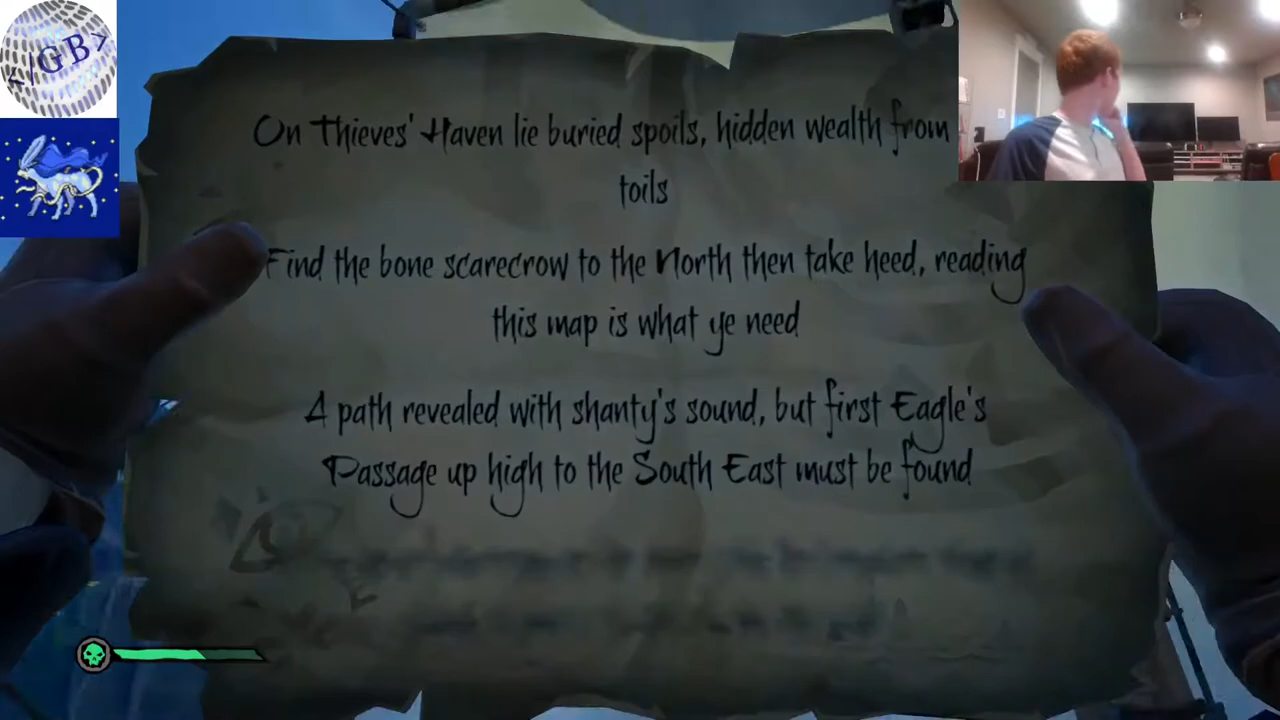 </GB>
On Thieves' Haven lie buried spoils, hidden wealth from
toils
Find the bone scarecrow to the North then take heed, reading
this map is what ye need
A path revealed with shanty's sound, but first Eagle's
Passage up high to the South East must be found